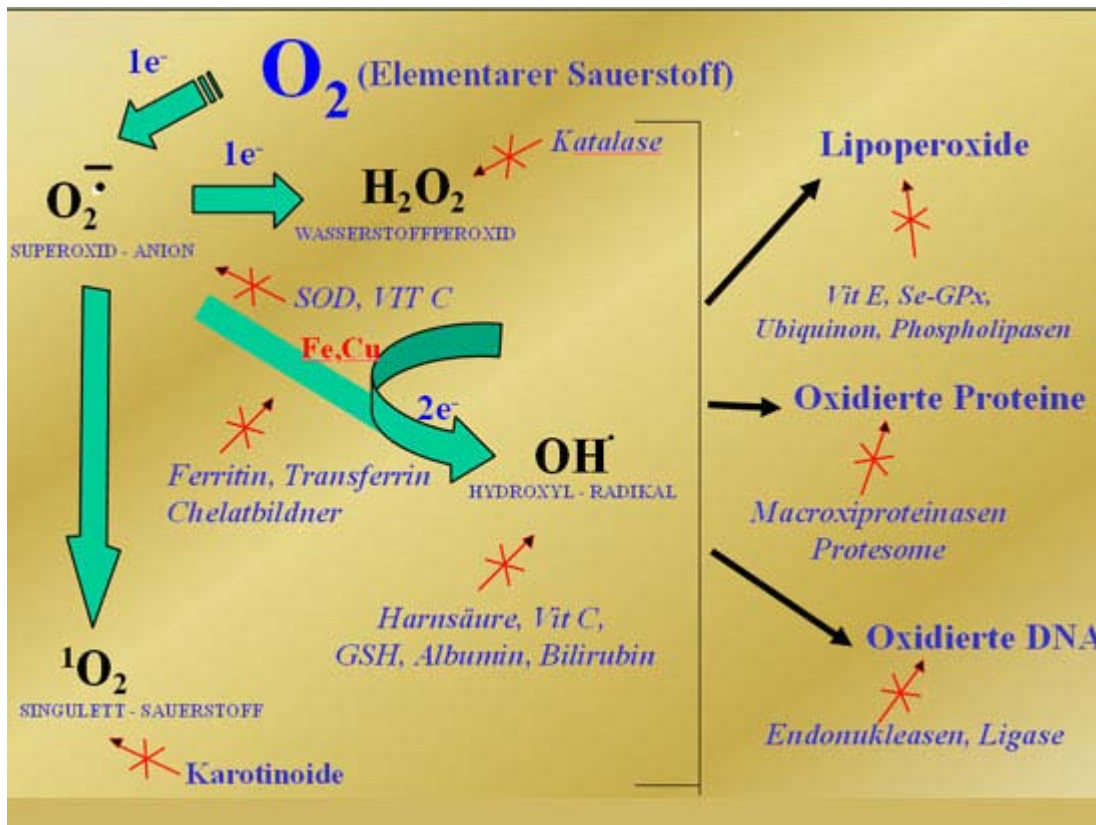 1e⁻
O₂ (Elementarer Sauerstoff)
Katalase
1e⁻
O₂•⁻
H₂O₂
SUPEROXID - ANION
WASSERSTOFFPEROXID
SOD, VIT C
Fe,Cu
2e⁻
Ferritin, Transferrin
Chelatbildner
OH•
HYDROXYL - RADIKAL
Harnsäure, Vit C,
GSH, Albumin, Bilirubin
¹O₂
SINGULETT - SAUERSTOFF
Karotinoide
Lipoperoxide
Vit E, Se-GPx,
Ubiquinon, Phospholipasen
Oxidierte Proteine
Macroxiproteinasen
Protesome
Oxidierte DNA
Endonukleasen, Ligase